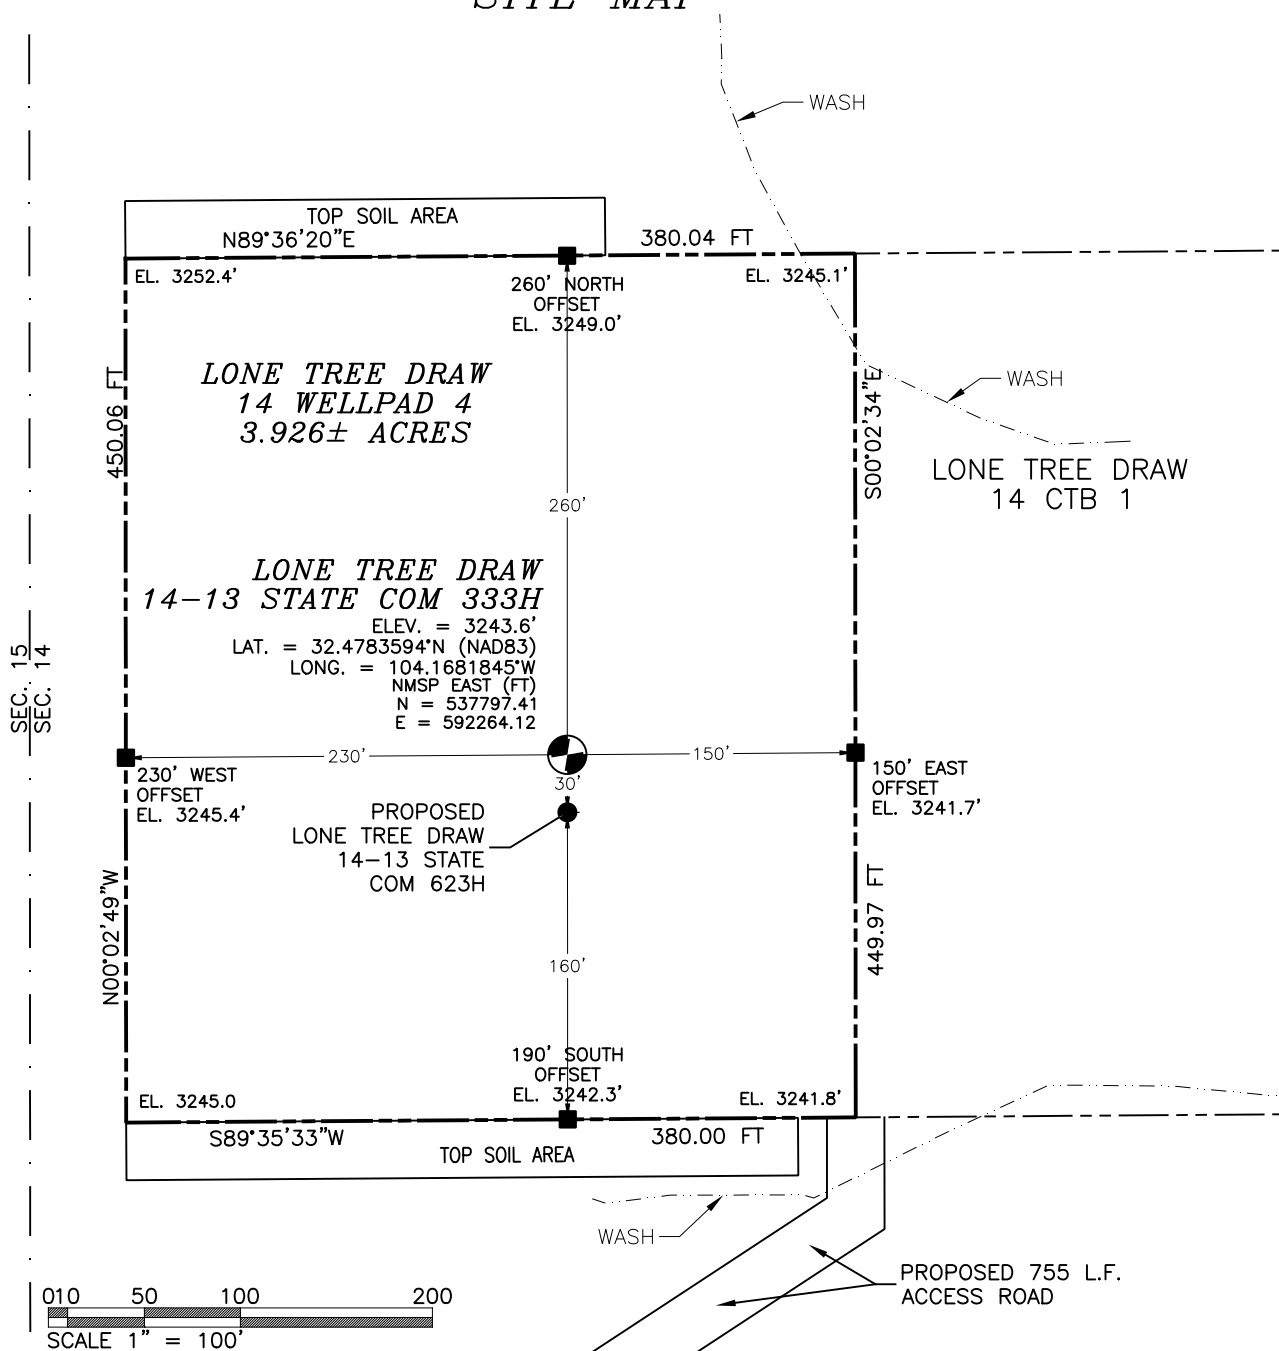 SITE MAP
WASH
TOP SOIL AREA
N89°36'20"E
380.04 FT
EL. 3252.4'
260' NORTH
OFFSET
EL. 3249.0'
EL. 3245.1'
LONE TREE DRAW
14 WELLPAD 4
3.926± ACRES
450.06 FT
S00°02'34"E
WASH
LONE TREE DRAW
14 CTB 1
260'
LONE TREE DRAW
14-13 STATE COM 333H
ELEV. = 3243.6'
LAT. = 32.4783594°N (NAD83)
LONG. = 104.1681845°W
NMSP EAST (FT)
N = 537797.41
E = 592264.12
SEC. 15
SEC. 14
230'
150'
30'
230' WEST
OFFSET
EL. 3245.4'
150' EAST
OFFSET
EL. 3241.7'
PROPOSED
LONE TREE DRAW
14-13 STATE
COM 623H
N00°02'49"W
449.97 FT
160'
190' SOUTH
OFFSET
EL. 3242.3'
EL. 3245.0
EL. 3241.8'
S89°35'33"W
380.00 FT
TOP SOIL AREA
WASH
PROPOSED 755 L.F.
ACCESS ROAD
010 50 100 200
SCALE 1" = 100'